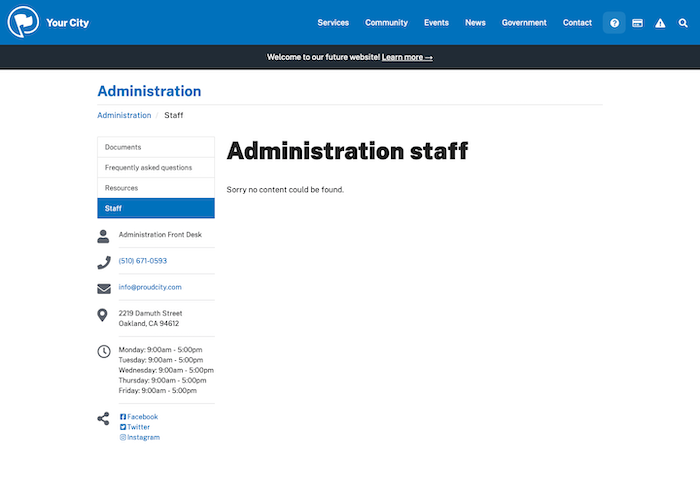 Your City
Services
Community
Events
News
Government
Contact
Welcome to our future website! Learn more →
Administration
Administration / Staff
Documents
Frequently asked questions
Resources
Staff
Administration staff
Sorry no content could be found.
Administration Front Desk
(510) 671-0593
info@proudcity.com
2219 Damuth Street
Oakland, CA 94612
Monday: 9:00am - 5:00pm
Tuesday: 9:00am - 5:00pm
Wednesday: 9:00am - 5:00pm
Thursday: 9:00am - 5:00pm
Friday: 9:00am - 5:00pm
Facebook
Twitter
Instagram